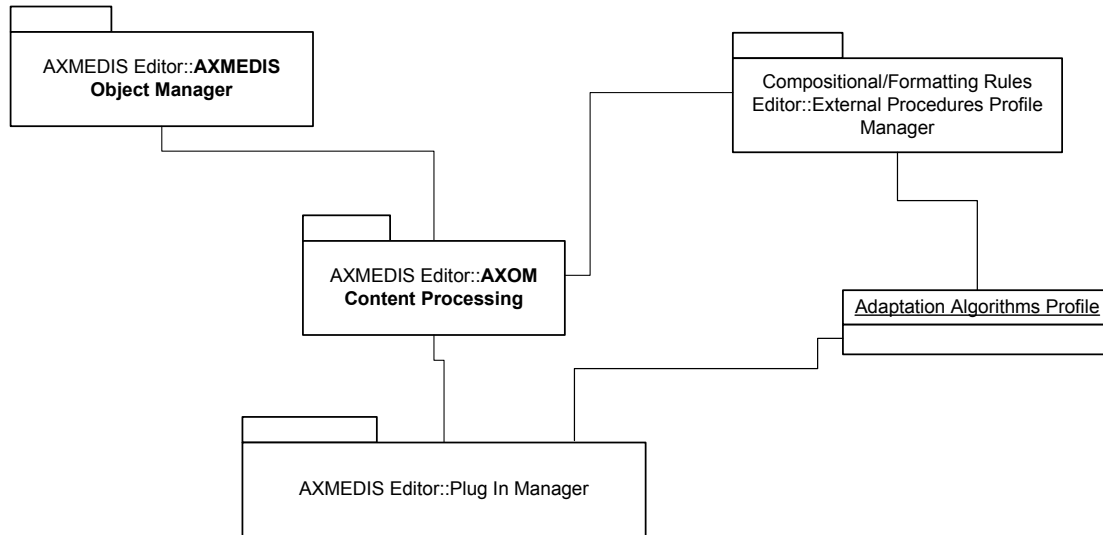 AXMEDIS Editor::AXMEDIS
Object Manager
Compositional/Formatting Rules
Editor::External Procedures Profile
Manager
AXMEDIS Editor::AXOM
Content Processing
Adaptation Algorithms Profile
AXMEDIS Editor::Plug In Manager